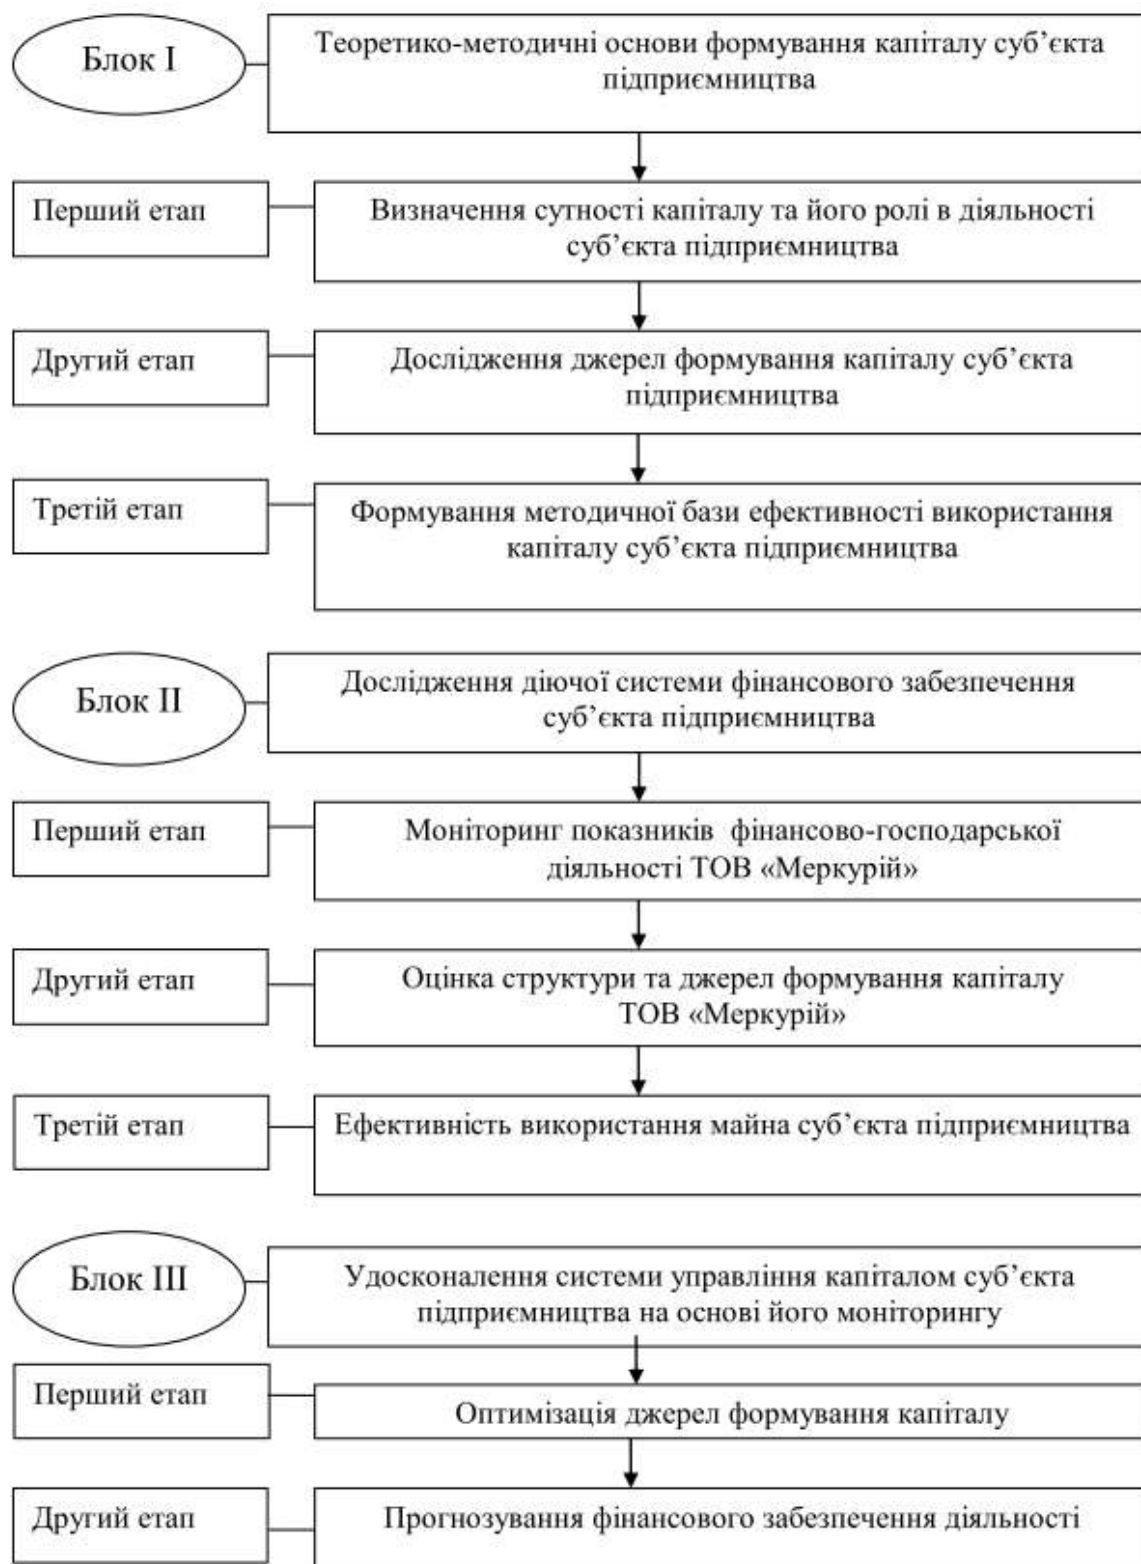 Блок I
Теоретико-методичні основи формування капіталу суб’єкта
підприємництва
Перший етап
Визначення сутності капіталу та його ролі в діяльності
суб’єкта підприємництва
Другий етап
Дослідження джерел формування капіталу суб’єкта
підприємництва
Третій етап
Формування методичної бази ефективності використання
капіталу суб’єкта підприємництва
Блок II
Дослідження діючої системи фінансового забезпечення
суб’єкта підприємництва
Перший етап
Моніторинг показників фінансово-господарської
діяльності ТОВ «Меркурій»
Другий етап
Оцінка структури та джерел формування капіталу
ТОВ «Меркурій»
Третій етап
Ефективність використання майна суб’єкта підприємництва
Блок III
Удосконалення системи управління капіталом суб’єкта
підприємництва на основі його моніторингу
Перший етап
Оптимізація джерел формування капіталу
Другий етап
Прогнозування фінансового забезпечення діяльності